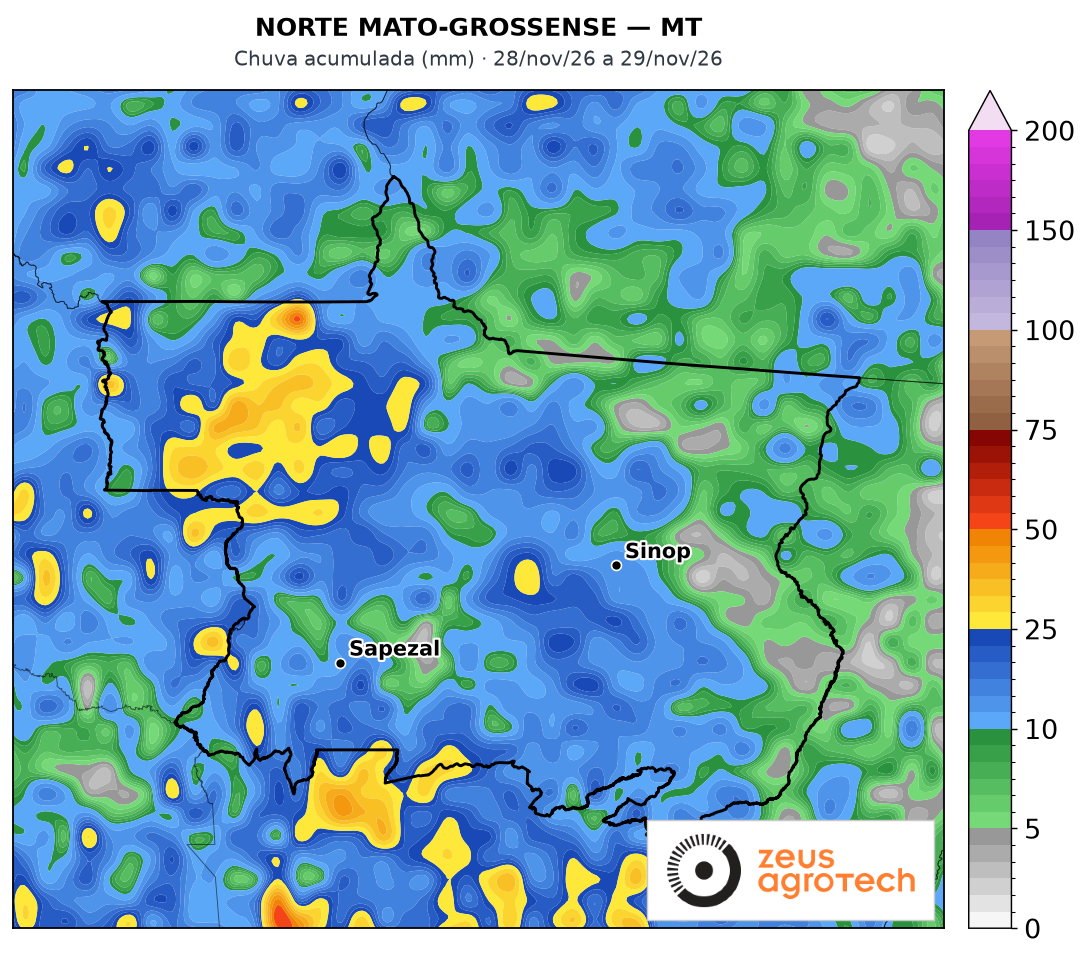 NORTE MATO-GROSSENSE — MT
Chuva acumulada (mm) · 28/nov/26 a 29/nov/26
200
150
100
75
50
25
10
5
0
Sinop
Sapezal
zeus
agrotech